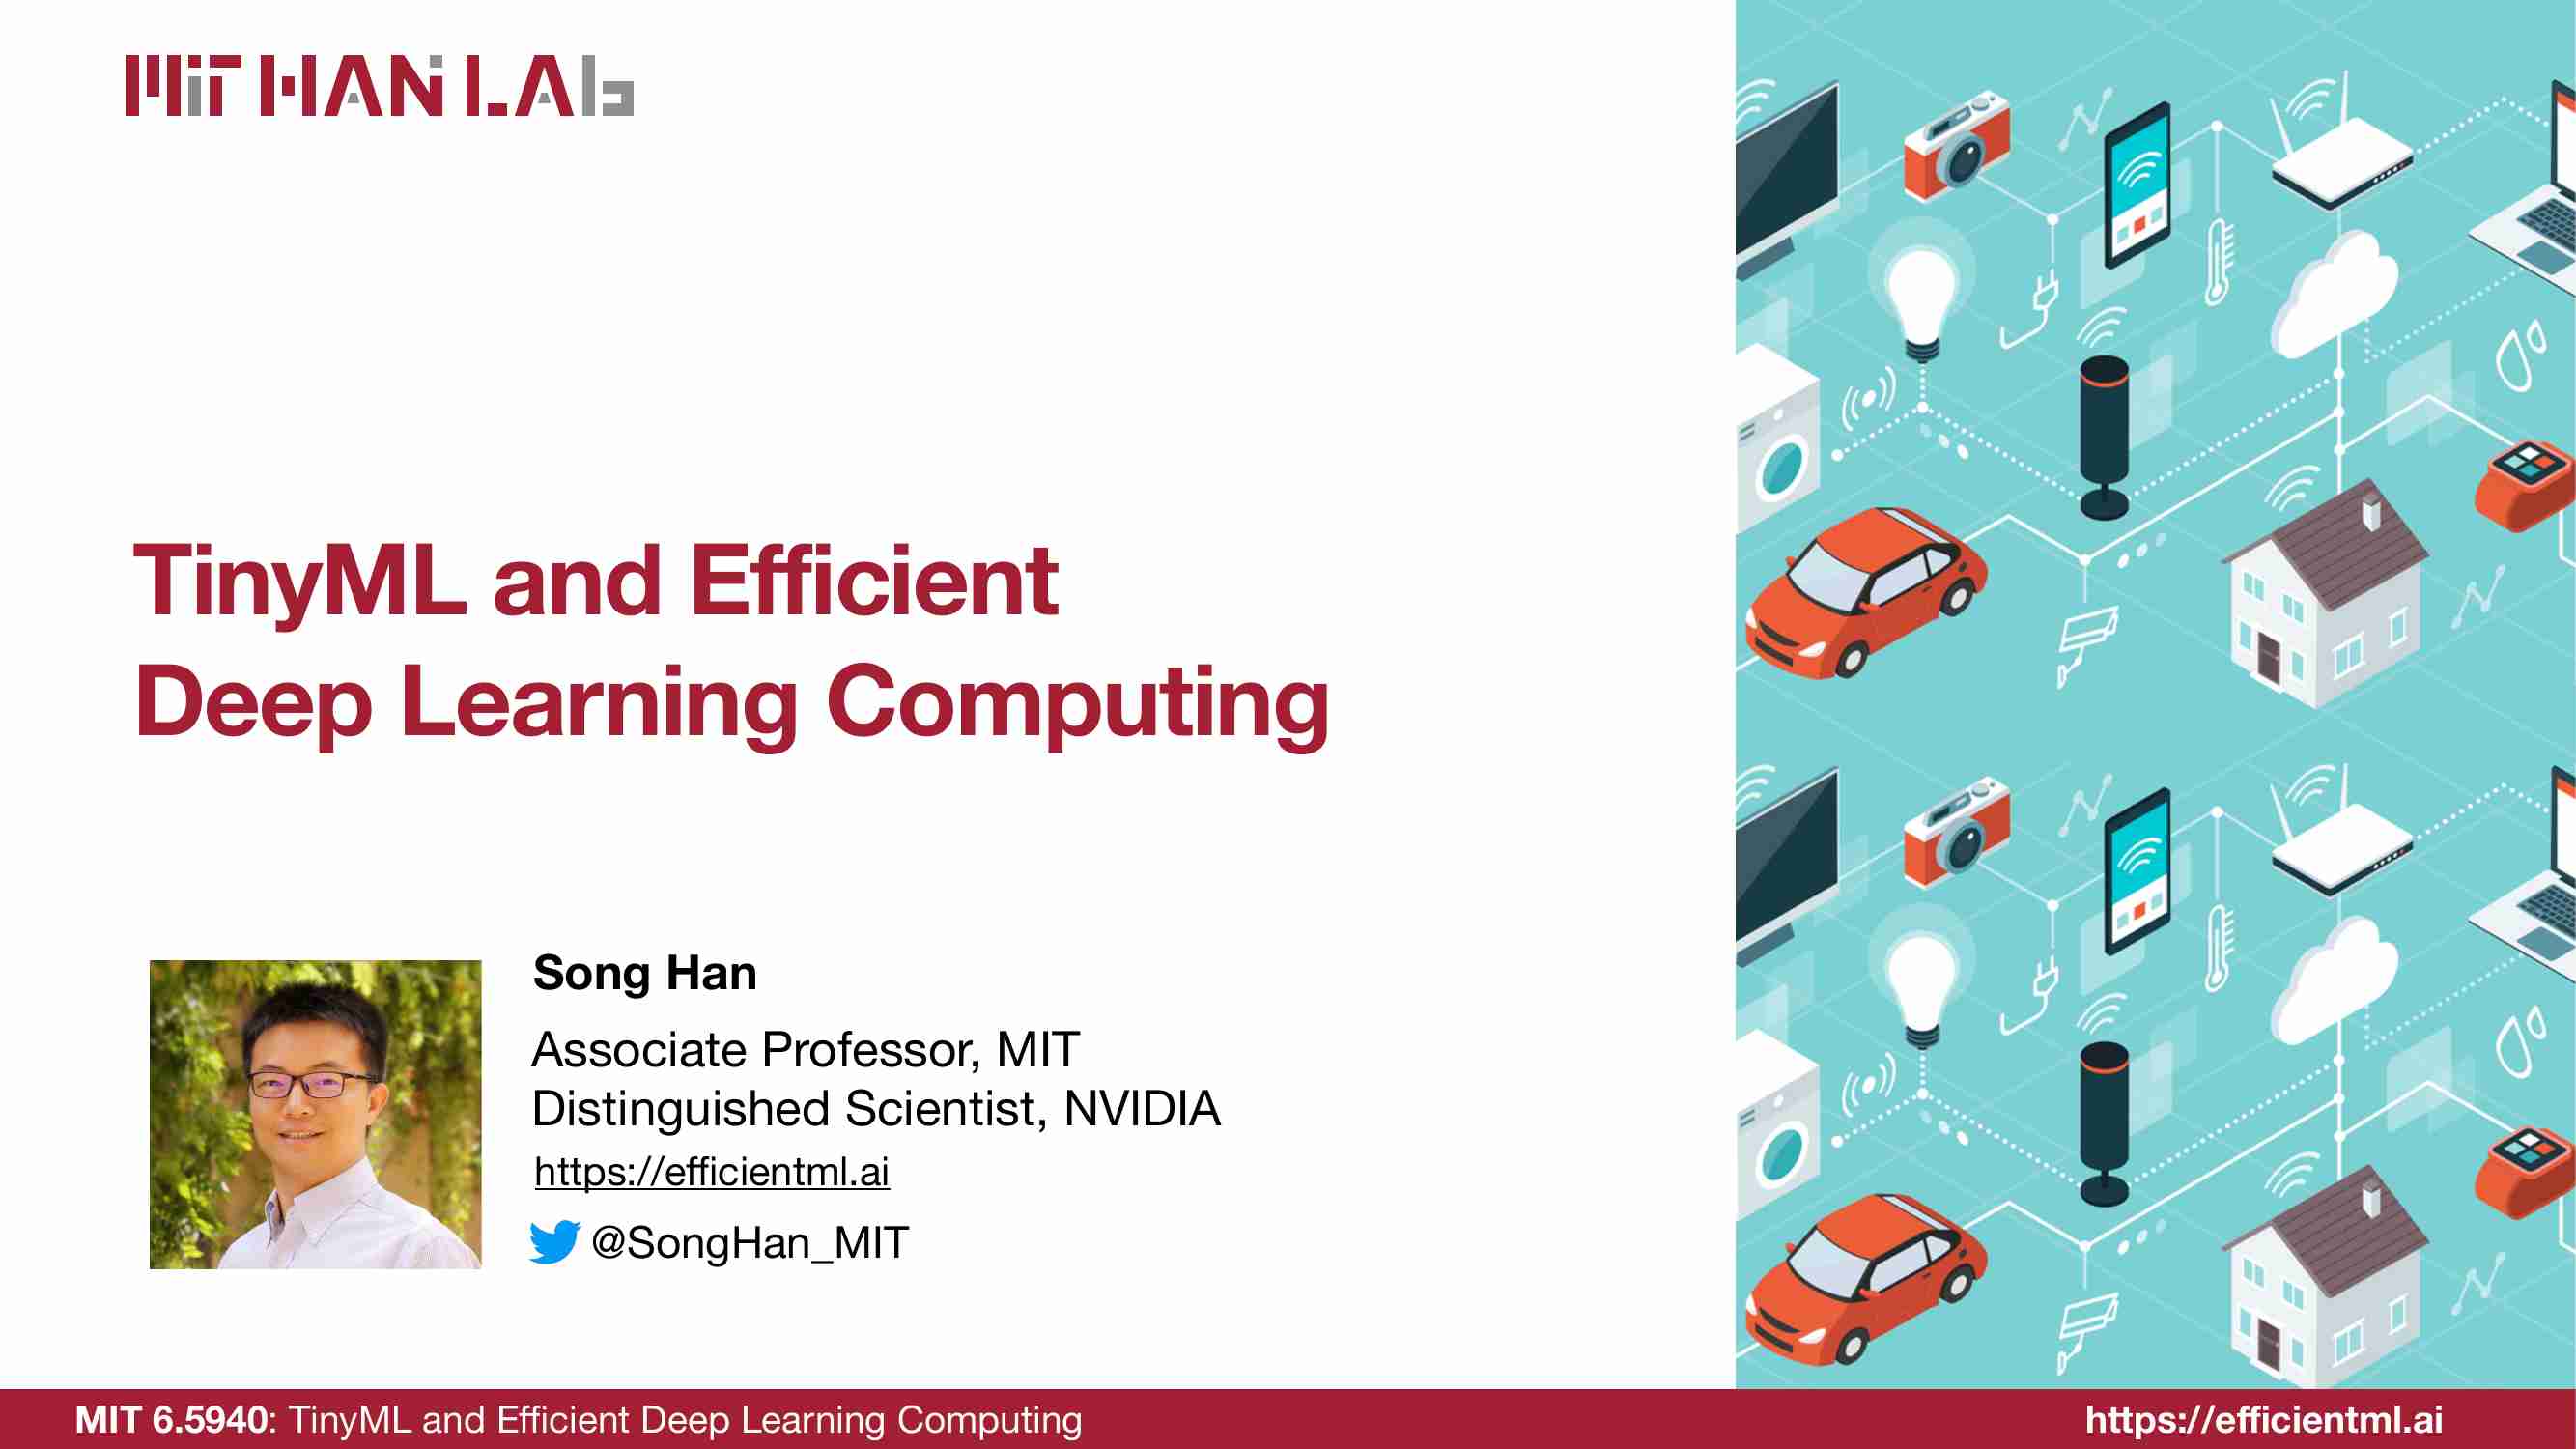 MIT HAN LAb
TinyML and Efficient
Deep Learning Computing
Song Han
Associate Professor, MIT
Distinguished Scientist, NVIDIA
https://efficientml.ai
@SongHan_MIT
MIT 6.5940: TinyML and Efficient Deep Learning Computing
https://efficientml.ai